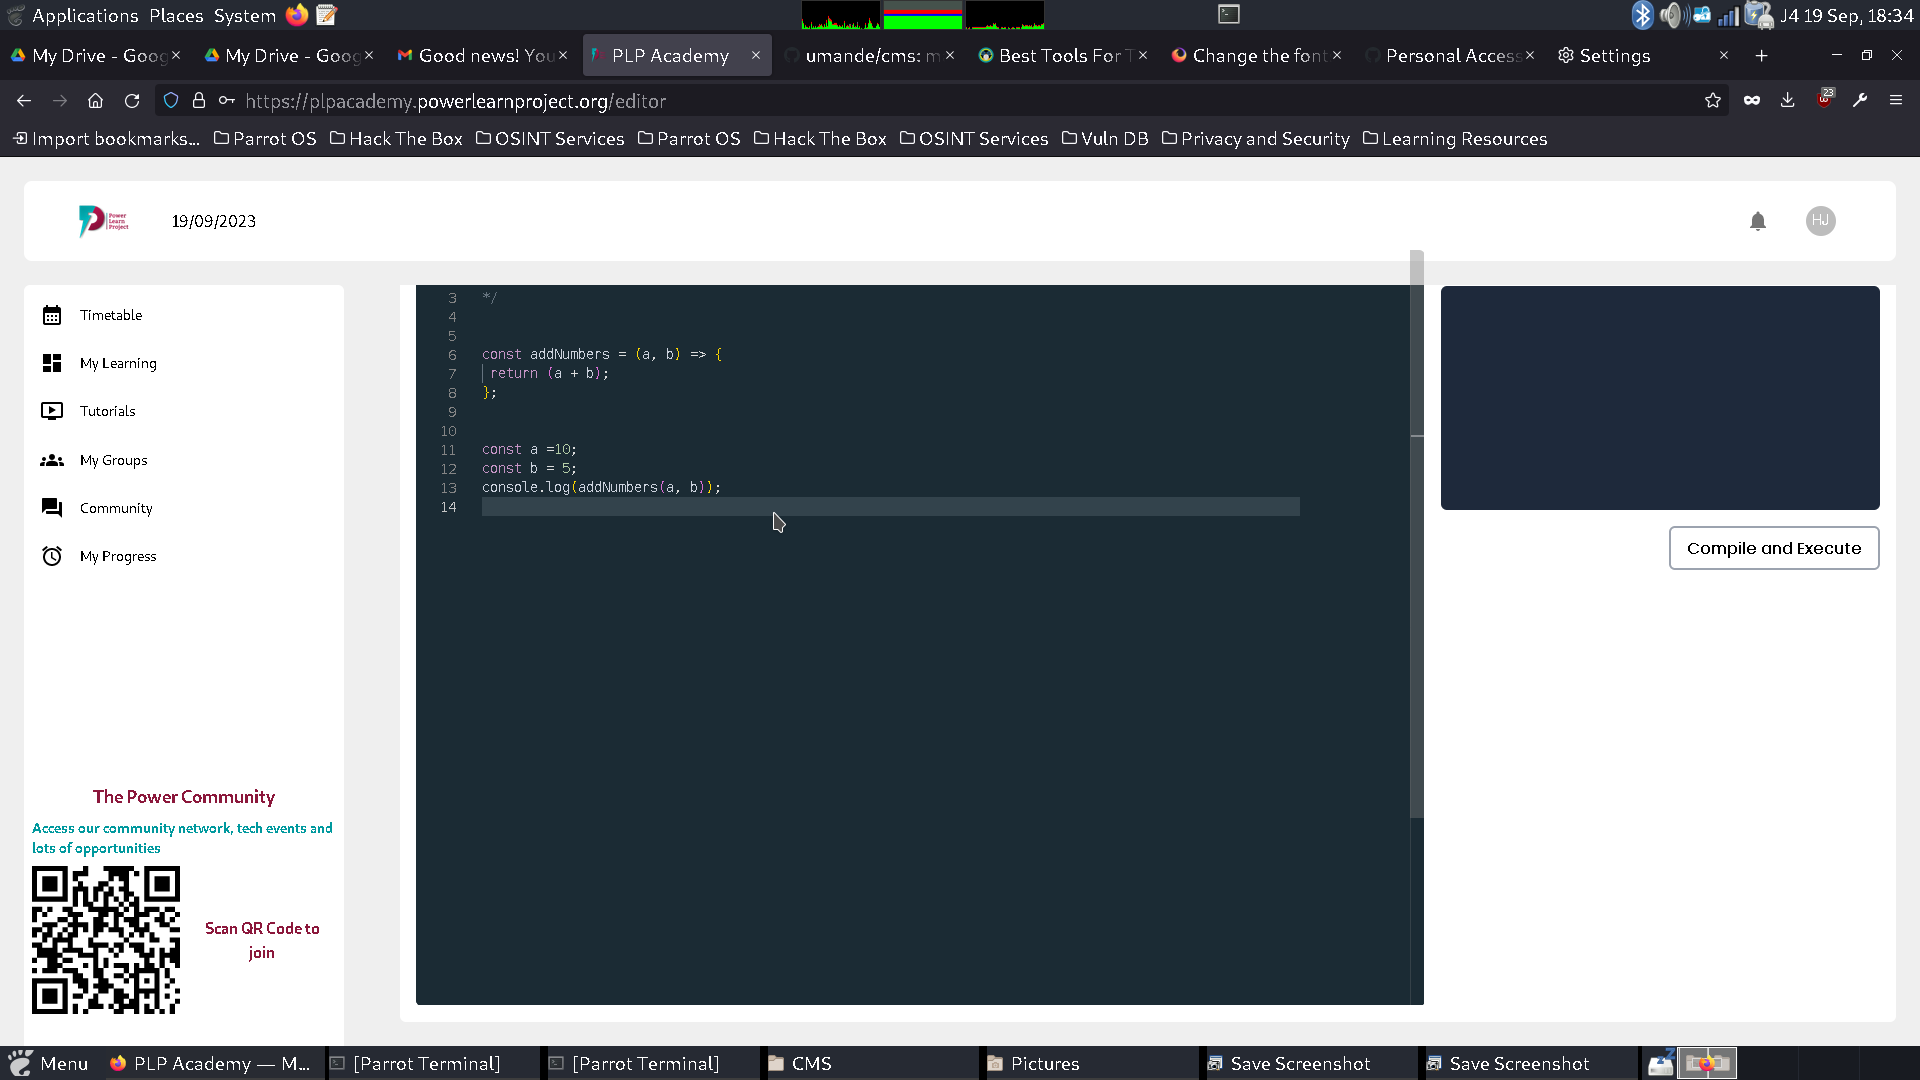 Applications Places System
J4 19 Sep, 18:34
My Drive - Goog
My Drive - Goog
Good news! You
PLP Academy
umande/cms: m
Best Tools For T
Change the font
Personal Access
Settings
https://plpacademy.powerlearnproject.org/editor
23
Import bookmarks... Parrot OS Hack The Box OSINT Services Parrot OS Hack The Box OSINT Services Vuln DB Privacy and Security Learning Resources
Power
Learn
Project
19/09/2023
HJ
Timetable
My Learning
Tutorials
My Groups
Community
My Progress
3 */
4
5
6 const addNumbers = (a, b) => {
7 return (a + b);
8 };
9
10
11 const a =10;
12 const b = 5;
13 console.log(addNumbers(a, b));
14
Compile and Execute
The Power Community
Access our community network, tech events and
lots of opportunities
Scan QR Code to
join
Menu PLP Academy — M... [Parrot Terminal] [Parrot Terminal] CMS Pictures Save Screenshot Save Screenshot